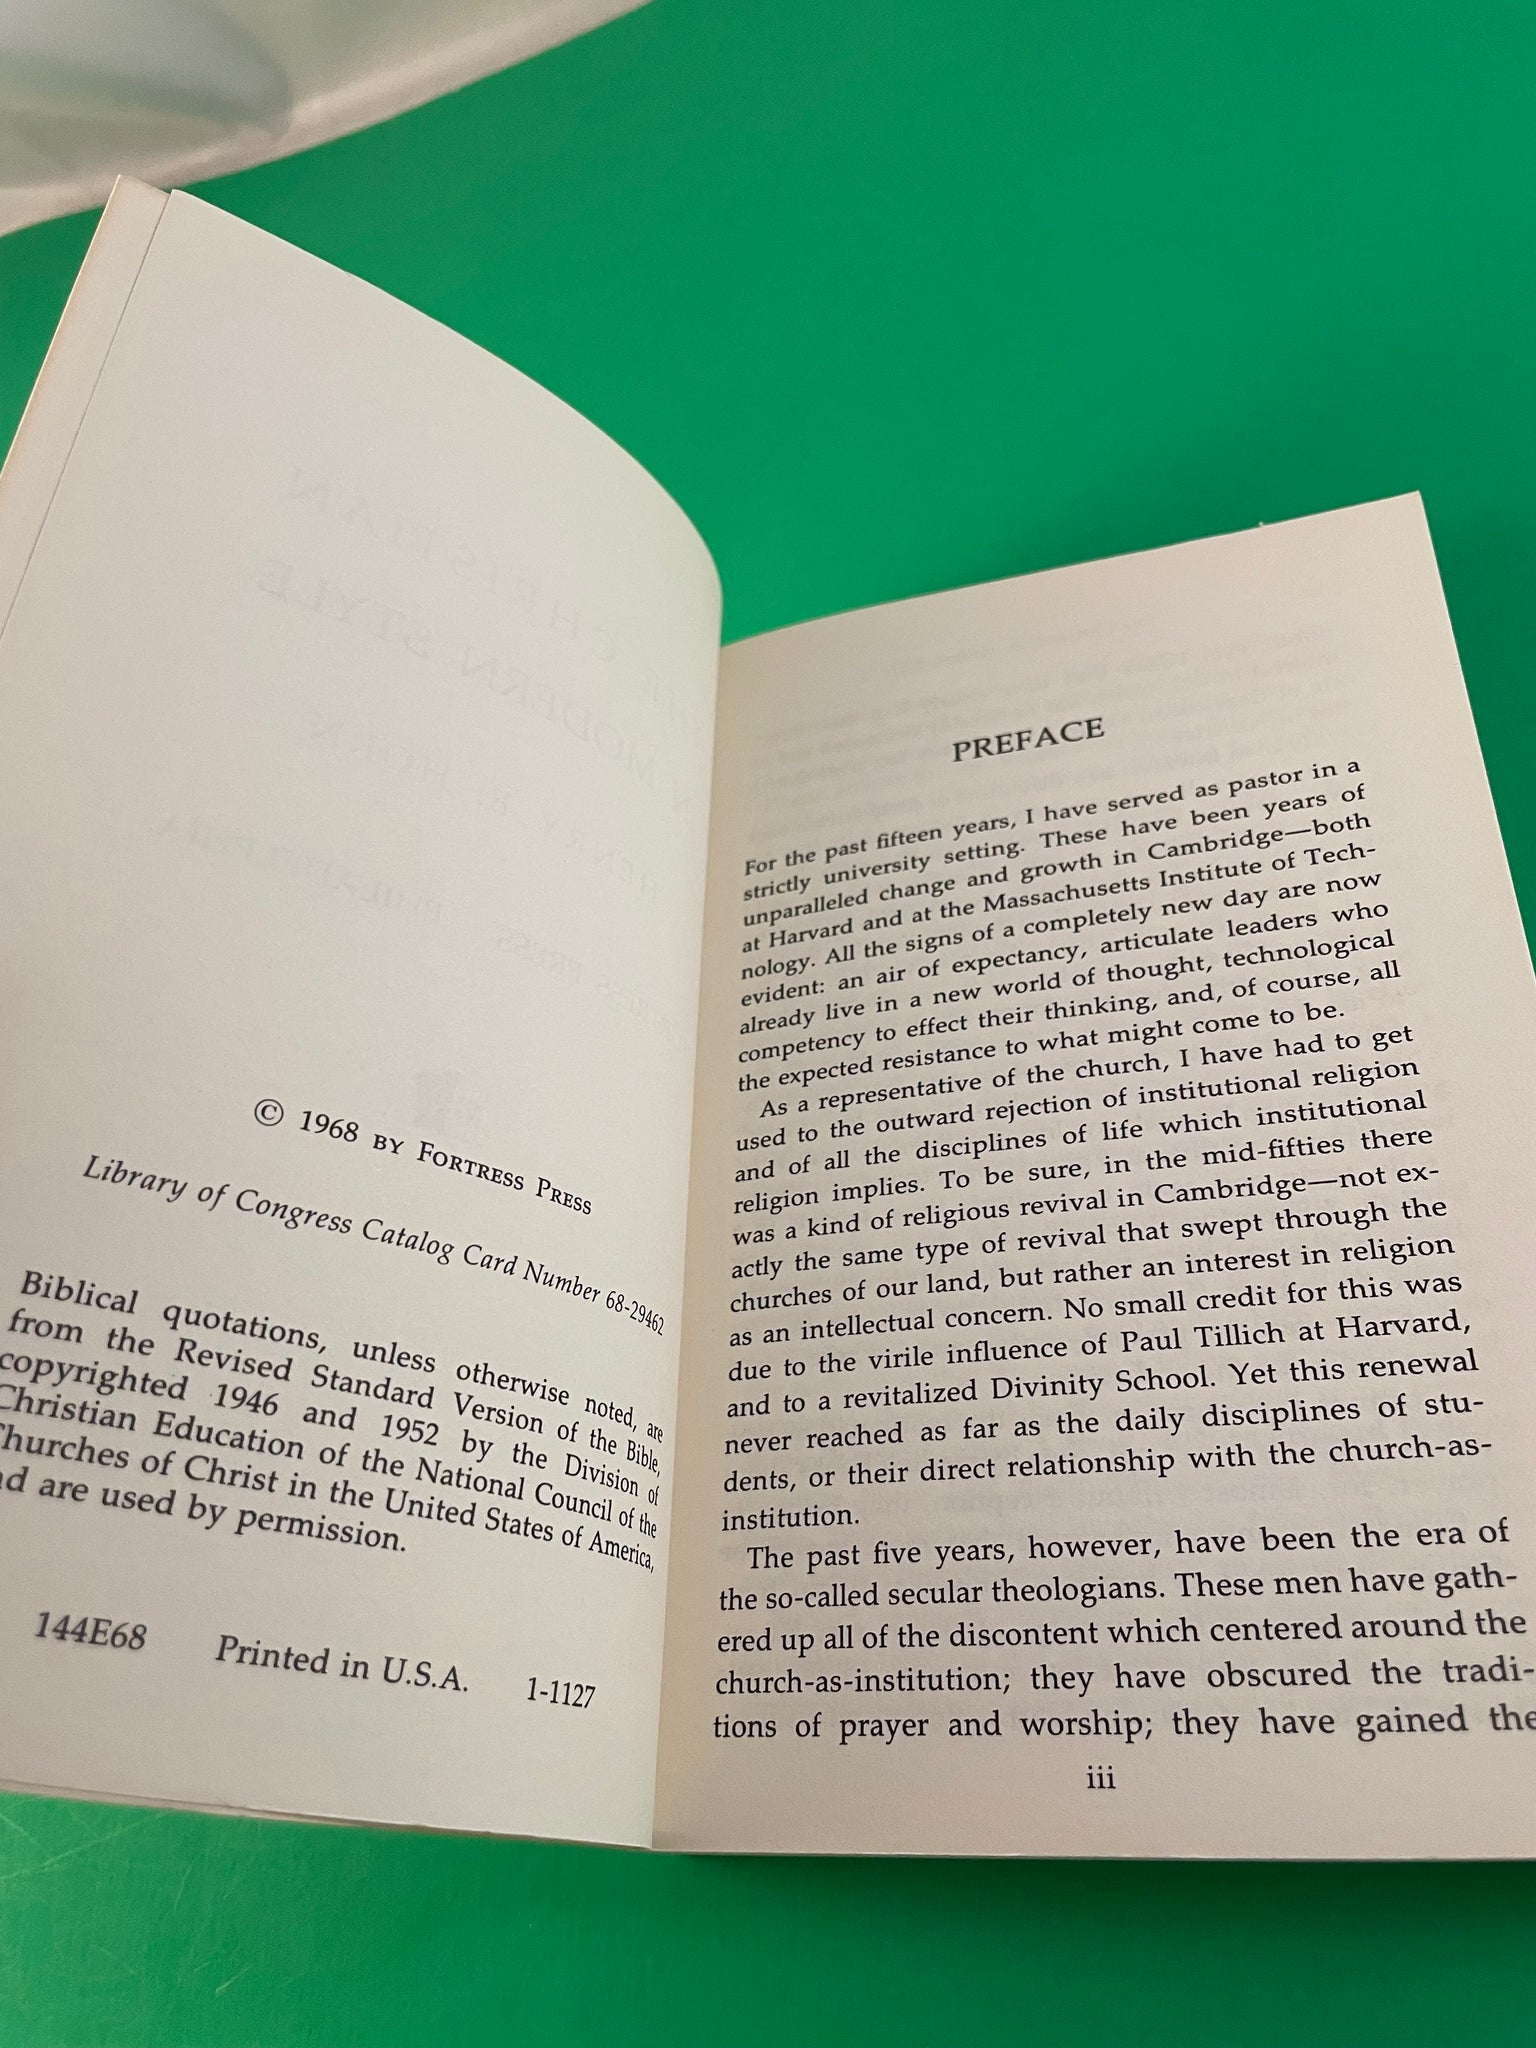 © 1968 BY FORTRESS PRESS
Library of Congress Catalog Card Number 68-29462
Biblical quotations, unless otherwise noted, are
from the Revised Standard Version of the Bible,
copyrighted 1946 and 1952 by the Division of
Christian Education of the National Council of the
Churches of Christ in the United States of America,
and are used by permission.
144E68 Printed in U.S.A. 1-1127
PREFACE
For the past fifteen years, I have served as pastor in a
strictly university setting. These have been years of
unparalleled change and growth in Cambridge—both
at Harvard and at the Massachusetts Institute of Tech-
nology. All the signs of a completely new day are now
evident: an air of expectancy, articulate leaders who
already live in a new world of thought, technological
competency to effect their thinking, and, of course, all
the expected resistance to what might come to be.
As a representative of the church, I have had to get
used to the outward rejection of institutional religion
and of all the disciplines of life which institutional
religion implies. To be sure, in the mid-fifties there
was a kind of religious revival in Cambridge—not ex-
actly the same type of revival that swept through the
churches of our land, but rather an interest in religion
as an intellectual concern. No small credit for this was
due to the virile influence of Paul Tillich at Harvard,
and to a revitalized Divinity School. Yet this renewal
never reached as far as the daily disciplines of stu-
dents, or their direct relationship with the church-as-
institution.
The past five years, however, have been the era of
the so-called secular theologians. These men have gath-
ered up all of the discontent which centered around the
church-as-institution; they have obscured the tradi-
tions of prayer and worship; they have gained the
iii